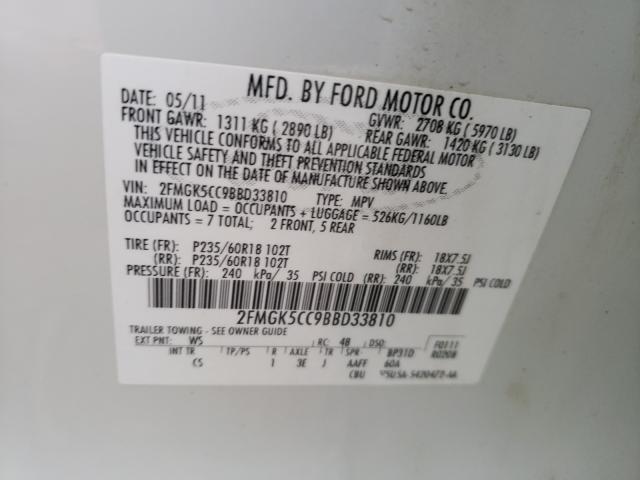 MFD. BY FORD MOTOR CO.
DATE: 05/11
GVWR: 2708 KG (5970 LB)
FRONT GAWR: 1311 KG (2890 LB)
REAR GAWR: 1420 KG (3130 LB)
THIS VEHICLE CONFORMS TO ALL APPLICABLE FEDERAL MOTOR
VEHICLE SAFETY AND THEFT PREVENTION STANDARDS
IN EFFECT ON THE DATE OF MANUFACTURE SHOWN ABOVE.
VIN: 2FMGK5CC9BBD33810 TYPE: MPV
MAXIMUM LOAD = OCCUPANTS + LUGGAGE = 526KG/1160LB
OCCUPANTS = 7 TOTAL; 2 FRONT, 5 REAR
TIRE (FR): P235/60R18 102T RIMS (FR): 18X7.5J
(RR): P235/60R18 102T (RR): 18X7.5J
PRESSURE (FR): 240 kPa/ 35 PSI COLD (RR): 240 kPa/ 35 PSI COLD
2FMGK5CC9BBD33810
TRAILER TOWING - SEE OWNER GUIDE
EXT PNT: WS RC: 48 DSO: F0111
INT TR TP/PS R AXLE TR SPR BP31D R0208
CS 1 3E J AAFF 60A
CBU